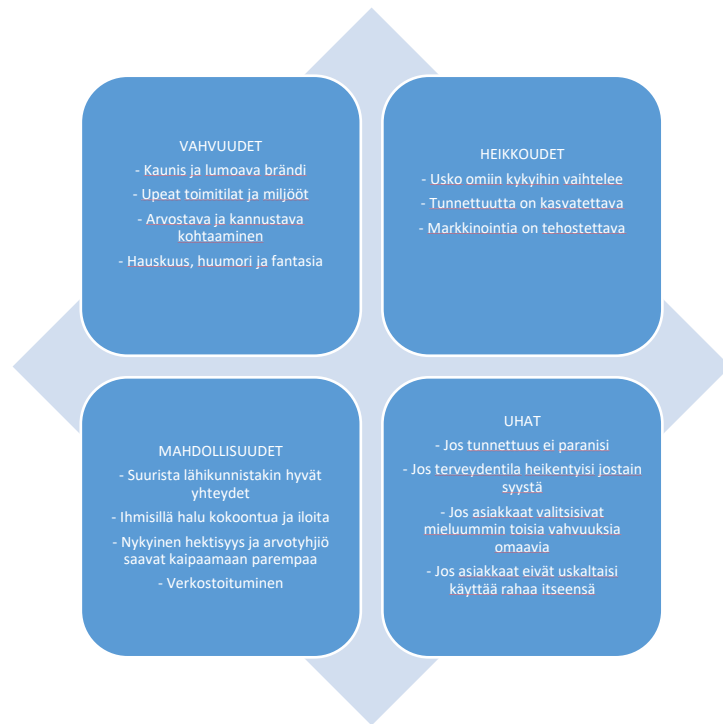 VAHVUUDET
- Kaunis ja lumoava brändi
- Upeat toimitilat ja miljööt
- Arvostava ja kannustava
kohtaaminen
- Hauskuus, huumori ja fantasia
HEIKKOUDET
- Usko omiin kykyihin vaihtelee
- Tunnettuutta on kasvatettava
- Markkinointia on tehostettava
MAHDOLLISUUDET
- Suurista lähikunnistakin hyvät
yhteydet
- Ihmisillä halu kokoontua ja iloita
- Nykyinen hektisyys ja arvotyhjiö
saavat kaipaamaan parempaa
- Verkostoituminen
UHAT
- Jos tunnettuus ei paranisi
- Jos terveydentila heikentyisi jostain
syystä
- Jos asiakkaat valitsisivat
mieluummin toisia vahvuuksia
omaavia
- Jos asiakkaat eivät uskaltaisi
käyttää rahaa itseensä